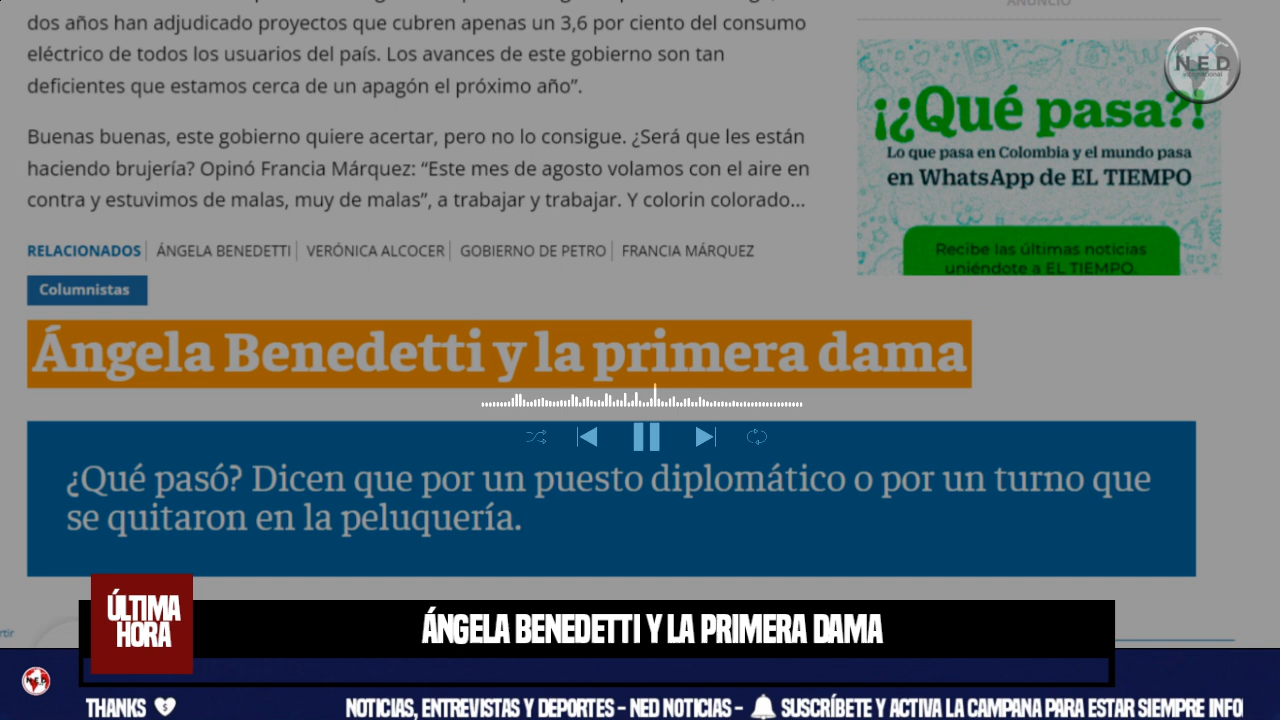 ANUNCIO
dos años han adjudicado proyectos que cubren apenas un 3,6 por ciento del consumo
eléctrico de todos los usuarios del país. Los avances de este gobierno son tan
deficientes que estamos cerca de un apagón el próximo año”.
Buenas buenas, este gobierno quiere acertar, pero no lo consigue. ¿Será que les están
haciendo brujería? Opinó Francia Márquez: “Este mes de agosto volamos con el aire en
contra y estuvimos de malas, muy de malas”, a trabajar y trabajar. Y colorin colorado...
N.E.D
¡¿Qué pasa?!
Lo que pasa en Colombia y el mundo pasa
en WhatsApp de EL TIEMPO
Recibe las últimas noticias
uniéndote a EL TIEMPO.
RELACIONADOS ÁNGELA BENEDETTI VERÓNICA ALCOCER GOBIERNO DE PETRO FRANCIA MÁRQUEZ
Columnistas
Ángela Benedetti y la primera dama
¿Qué pasó? Dicen que por un puesto diplomático o por un turno que
se quitaron en la peluquería.
ÚLTIMA
HORA
ÁNGELA BENEDETTI Y LA PRIMERA DAMA
N.E.D
THANKS NOTICIAS, ENTREVISTAS Y DEPORTES - NED NOTICIAS - SUSCRÍBETE Y ACTIVA LA CAMPANA PARA ESTAR SIEMPRE INFO